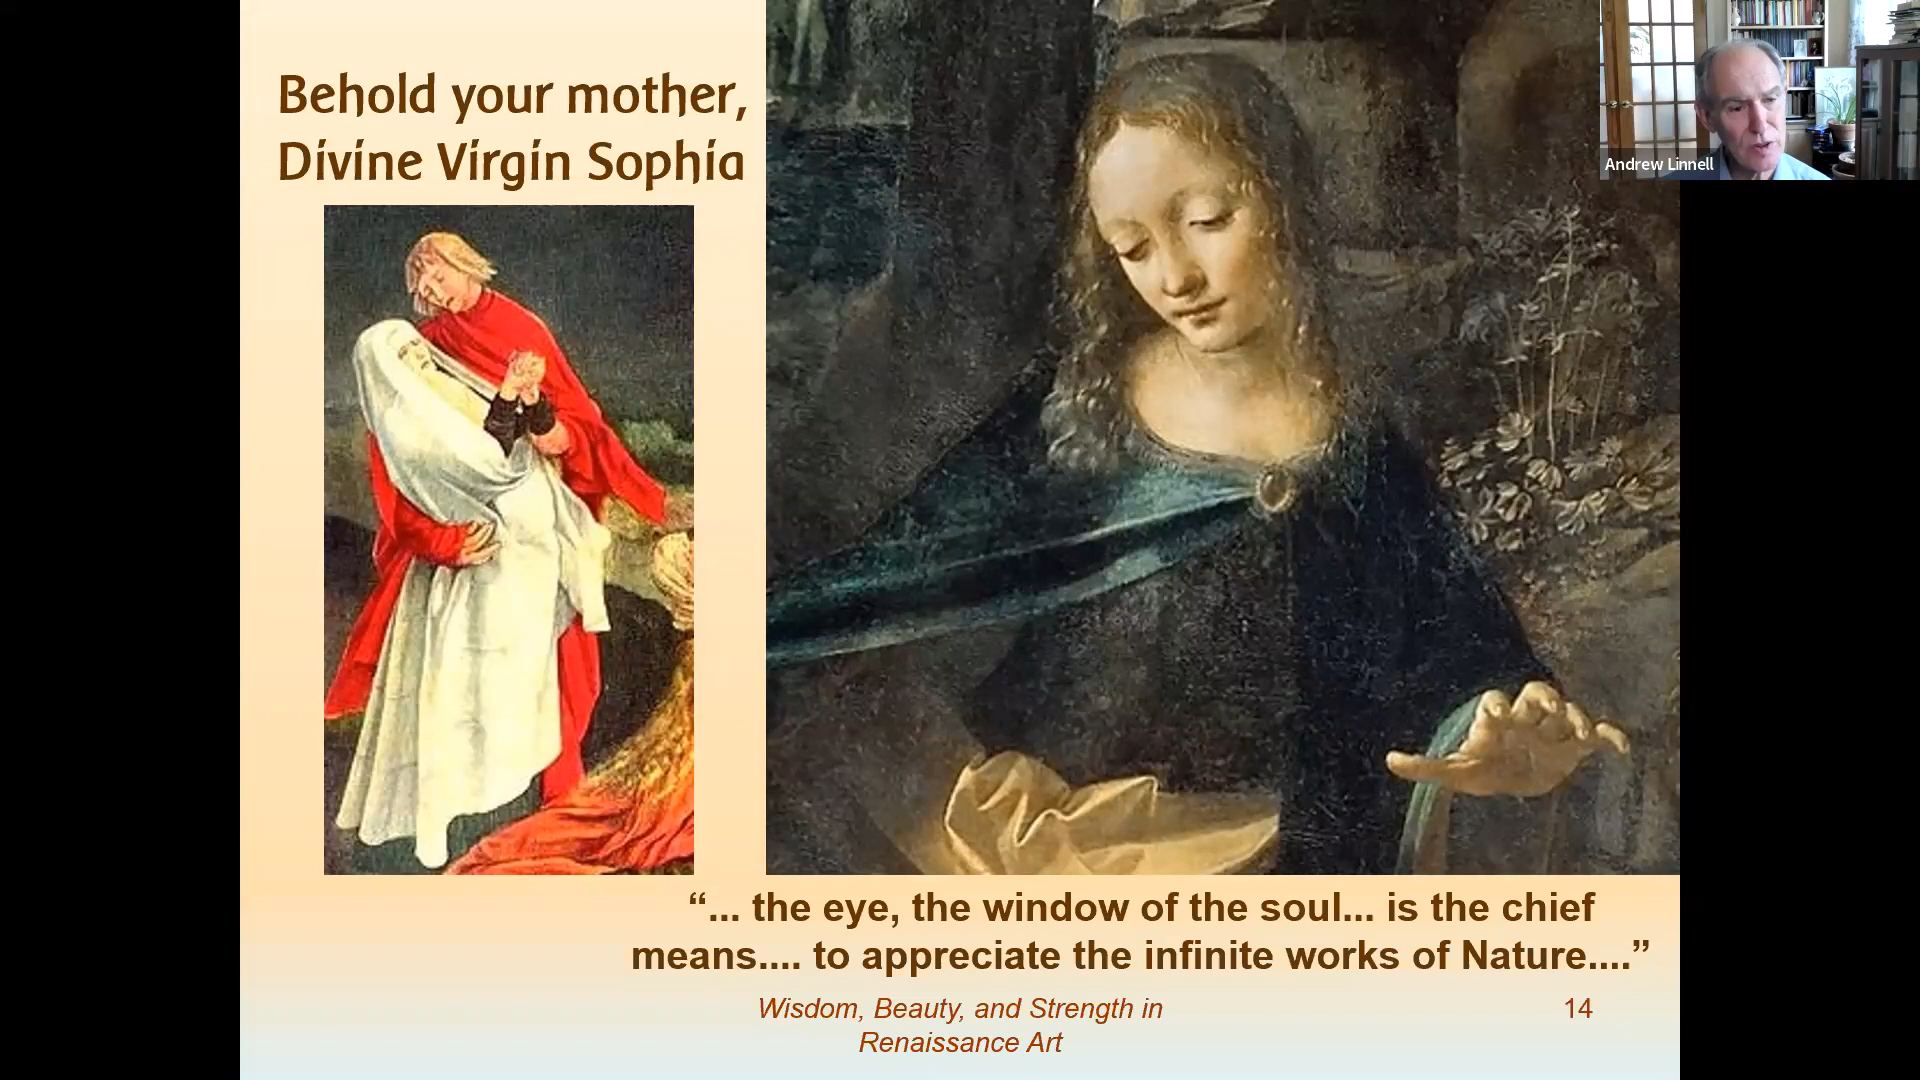 Behold your mother,
Divine Virgin Sophia
Andrew Linnell
“... the eye, the window of the soul... is the chief
means.... to appreciate the infinite works of Nature....”
Wisdom, Beauty, and Strength in
Renaissance Art
14